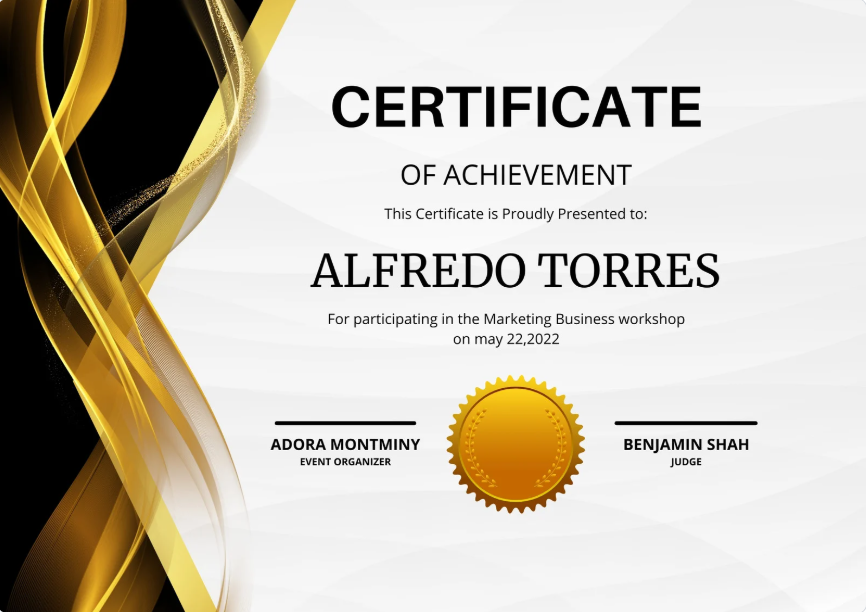 CERTIFICATE
OF ACHIEVEMENT
This Certificate is Proudly Presented to:
ALFREDO TORRES
For participating in the Marketing Business workshop
on may 22,2022
ADORA MONTMINY
EVENT ORGANIZER
BENJAMIN SHAH
JUDGE